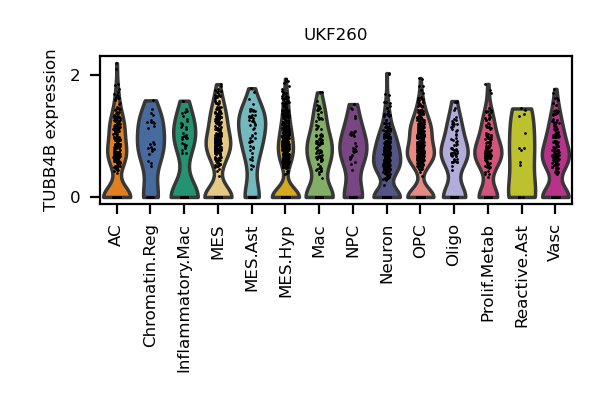 UKF260
TUBB4B expression
2
0
AC
Chromatin.Reg
Inflammatory.Mac
MES
MES.Ast
MES.Hyp
Mac
NPC
Neuron
OPC
Oligo
Prolif.Metab
Reactive.Ast
Vasc